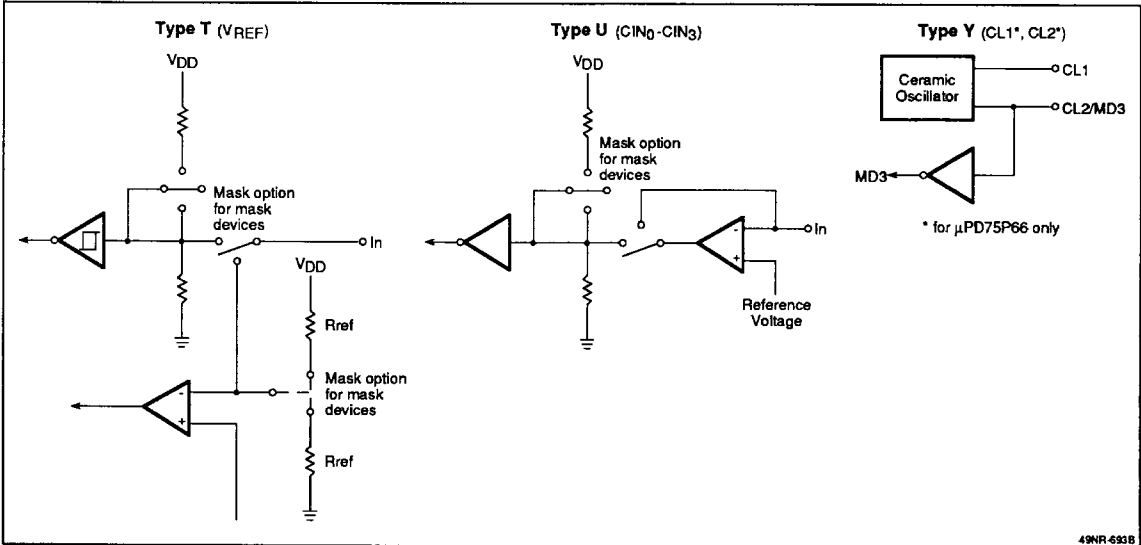 Type T (VREF)
VDD
Mask option
for mask
devices
In
VDD
Rref
Mask option
for mask
devices
-
+
Rref
Type U (CIN0-CIN3)
VDD
Mask option
for mask
devices
-
+
In
Reference
Voltage
Type Y (CL1*, CL2*)
Ceramic
Oscillator
CL1
CL2/MD3
MD3
* for μPD75P66 only
49NR-693B